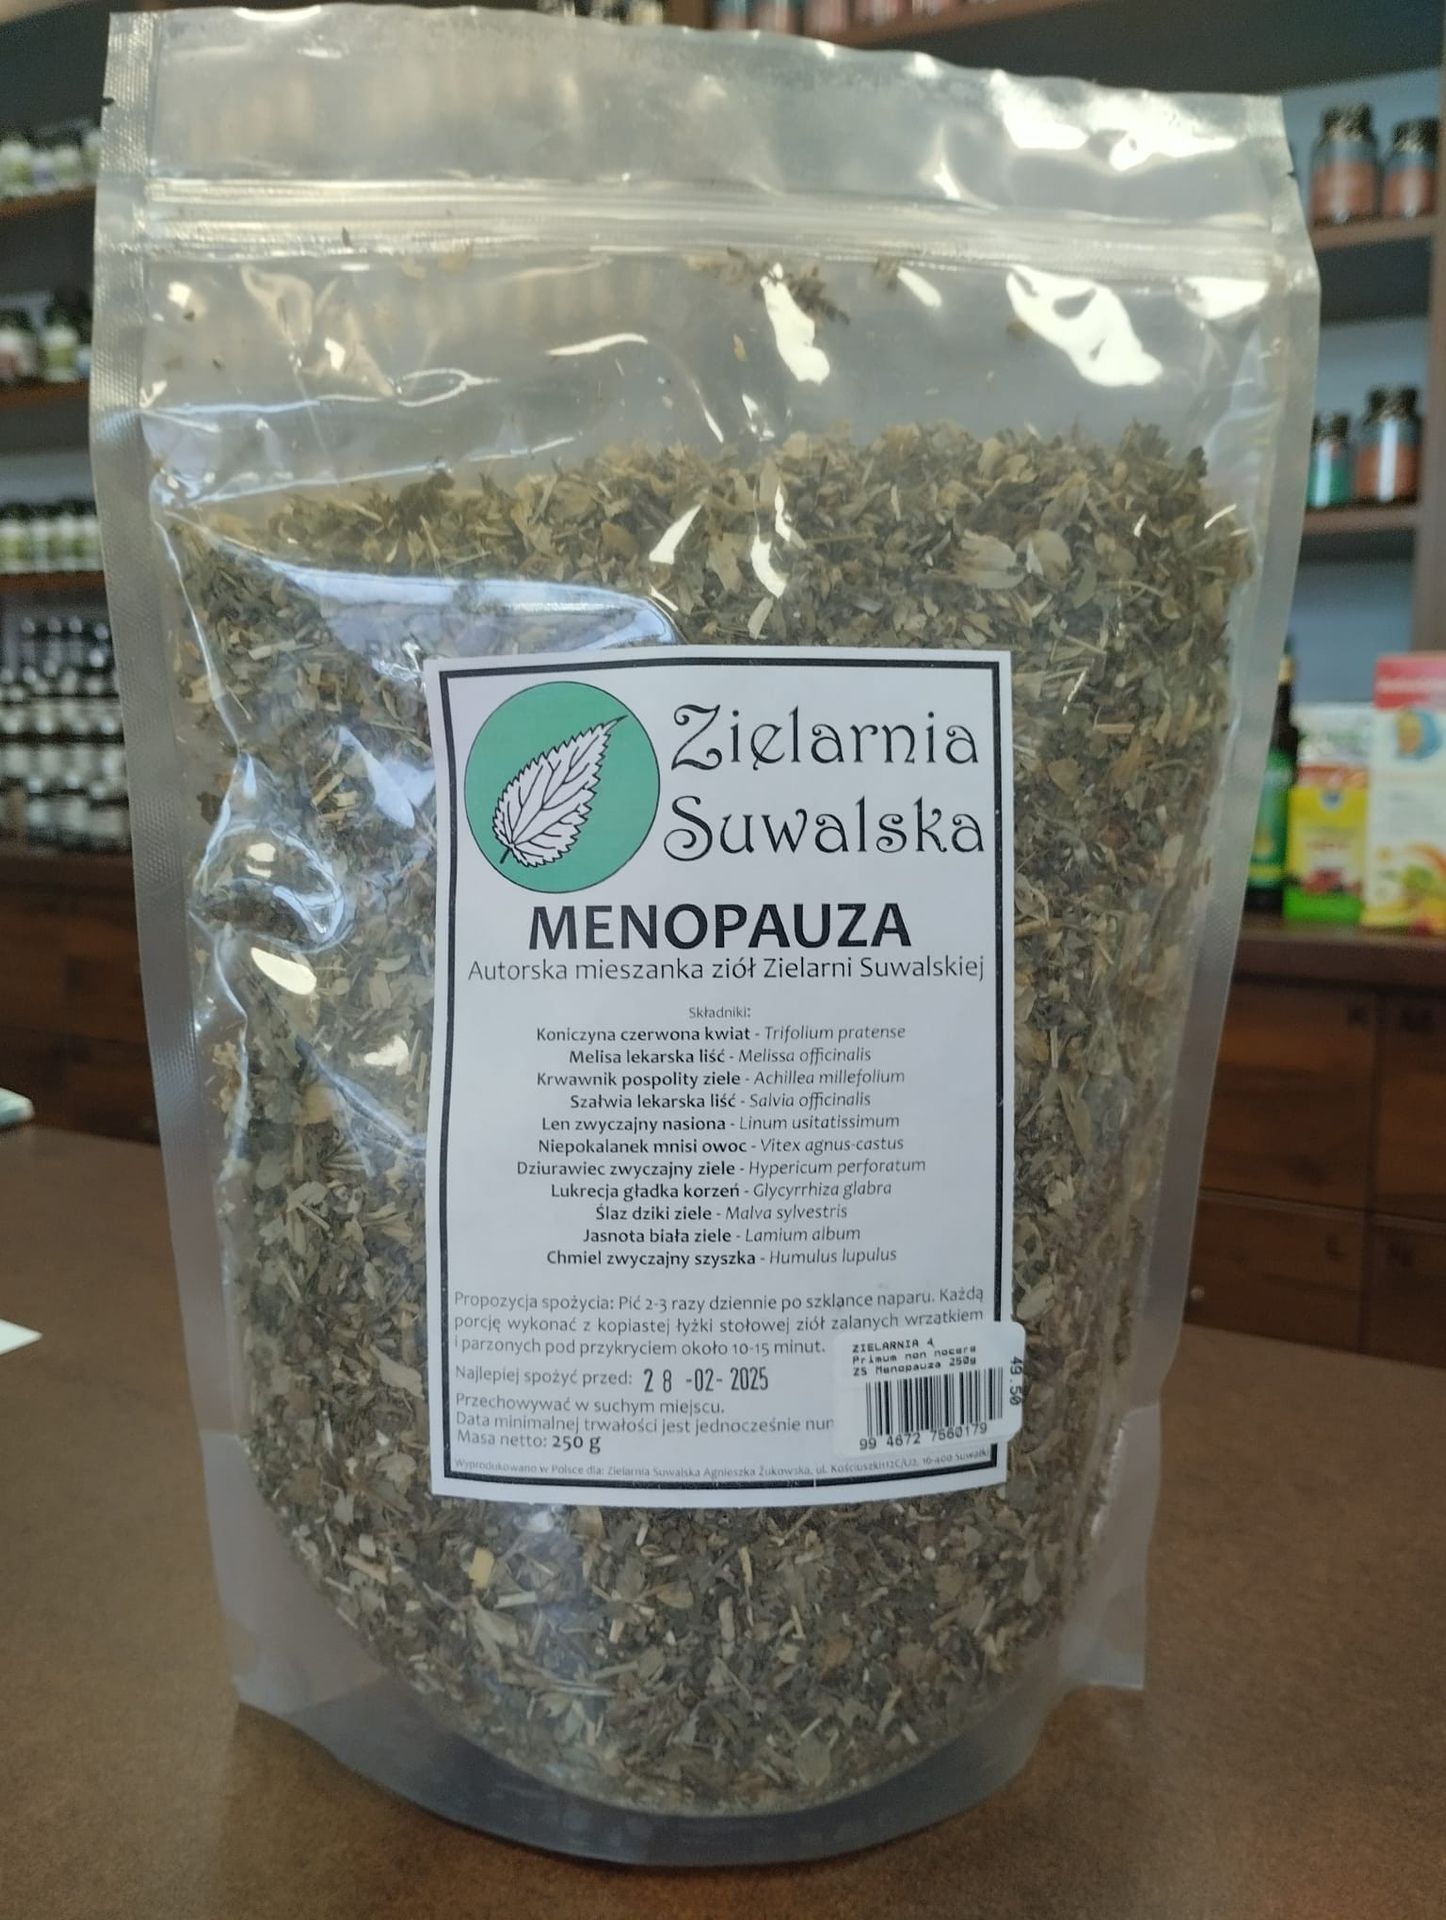 Zielarnia
Suwalska
MENOPAUZA
Autorska mieszanka ziół Zielarni Suwalskiej
Składniki:
Koniczyna czerwona kwiat - Trifolium pratense
Melisa lekarska liść - Melissa officinalis
Krwawnik pospolity ziele - Achillea millefolium
Szałwia lekarska liść - Salvia officinalis
Len zwyczajny nasiona - Linum usitatissimum
Niepokalanek mnisi owoc - Vitex agnus-castus
Dziurawiec zwyczajny ziele - Hypericum perforatum
Lukrecja gładka korzeń - Glycyrrhiza glabra
Ślaz dziki ziele - Malva sylvestris
Jasnota biała ziele - Lamium album
Chmiel zwyczajny szyszka - Humulus lupulus
Propozycja spożycia: Pić 2-3 razy dziennie po szklance naparu. Każdą
porcję wykonać z kopiastej łyżki stołowej ziół zalanych wrzątkiem
i parzonych pod przykryciem około 10-15 minut.
Najlepiej spożyć przed: 28 -02- 2025
Przechowywać w suchym miejscu.
Data minimalnej trwałości jest jednocześnie nur
Masa netto: 250 g
Wyprodukowano w Polsce dla: Zielarnia Suwalska Agnieszka Żukowska, ul. Kościuszki 112C/U2, 16-400 Suwałki
ZIELARNIA 4
Primum non nocere
ZS Menopauza 250g
49.50
99 4672 7560179